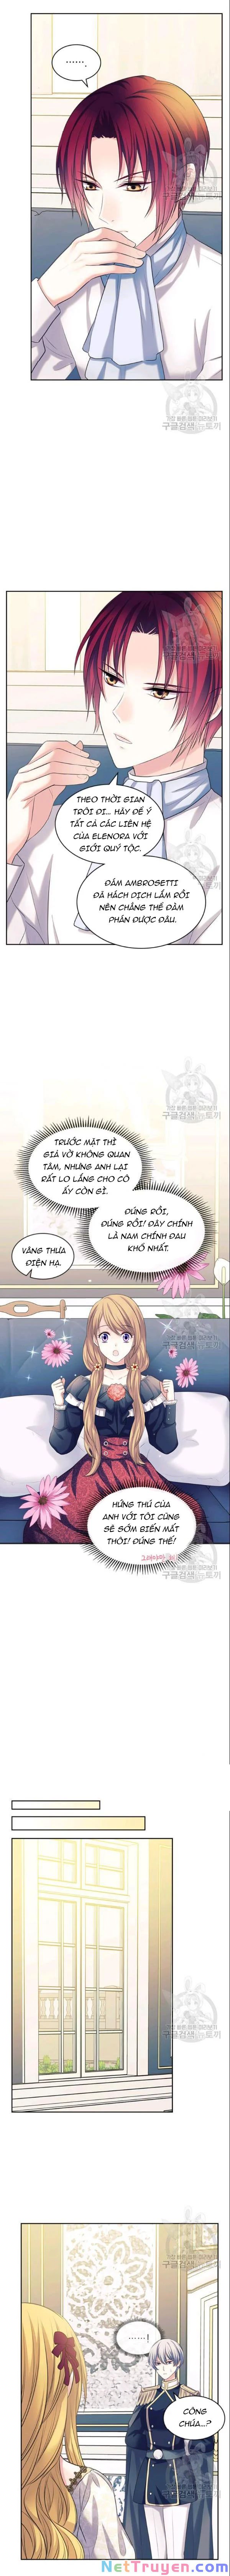 .......
THEO THỜI GIAN
TRÔI ĐI... HÃY ĐỂ Ý
TẤT CẢ CÁC LIÊN HỆ
CỦA ELENORA VỚI
GIỚI QUÝ TỘC.
ĐÁM AMBROSETTI
ĐÃ HÁCH DỊCH LẮM RỒI
NÊN CHẲNG THỂ ĐÀM
PHÁN ĐƯỢC ĐÂU.
TRƯỚC MẶT THÌ
GIẢ VỜ KHÔNG QUAN
TÂM, NHƯNG ANH LẠI
RẤT LO LẮNG CHO CÔ
ẤY CÒN GÌ.
ĐÚNG RỒI,
ĐÚNG RỒI! ĐÂY CHÍNH
LÀ NAM CHÍNH ĐAU
KHỔ NHẤT.
VÂNG THƯA
ĐIỆN HẠ.
HỨNG THÚ CỦA
ANH VỚI TÔI CŨNG
SẼ SỚM BIẾN MẤT
THÔI! ĐÚNG THẾ!
......!
CÔNG
CHÚA...?
NetTruyen.com